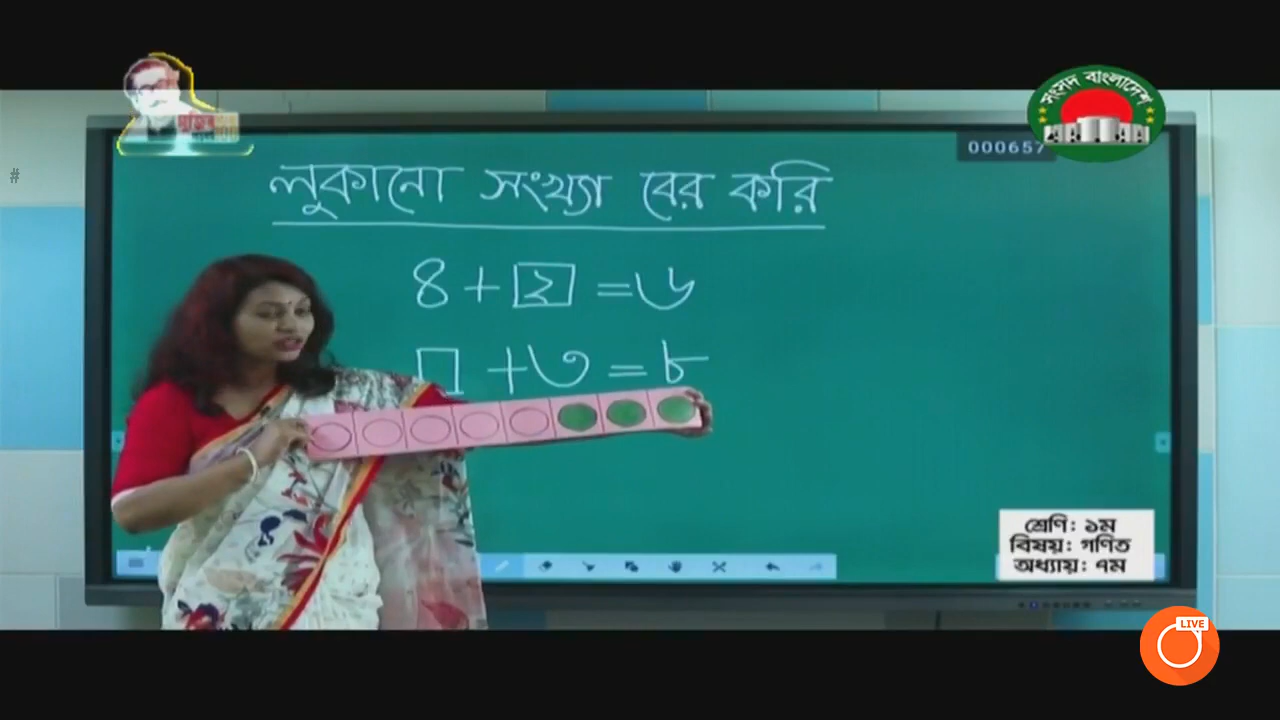 সংসদ বাংলাদেশ
000657
#
লুকানো সংখ্যা বের করি
৪ + ২ = ৬
□ + ৩ = ৮
শ্রেণি: ১ম
বিষয়: গণিত
অধ্যায়: ৭ম
LIVE